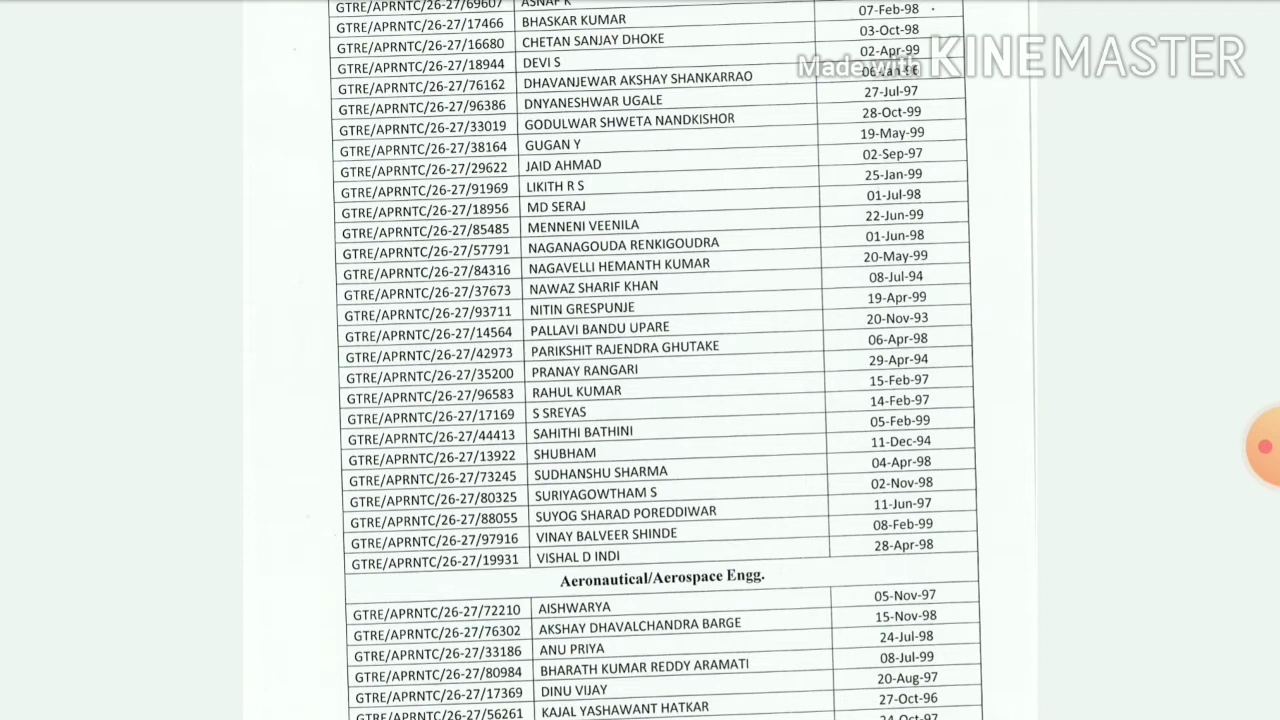 GTRE/APRNTC/26-27/69607 ASNAF K
GTRE/APRNTC/26-27/17466 BHASKAR KUMAR 07-Feb-98
GTRE/APRNTC/26-27/16680 CHETAN SANJAY DHOKE 03-Oct-98
GTRE/APRNTC/26-27/18944 DEVI S 02-Apr-99
Made with KINEMASTER
GTRE/APRNTC/26-27/76162 DHAVANJEWAR AKSHAY SHANKARRAO 06-Jan-96
GTRE/APRNTC/26-27/96386 DNYANESHWAR UGALE 27-Jul-97
GTRE/APRNTC/26-27/33019 GODULWAR SHWETA NANDKISHOR 28-Oct-99
GTRE/APRNTC/26-27/38164 GUGAN Y 19-May-99
GTRE/APRNTC/26-27/29622 JAID AHMAD 02-Sep-97
GTRE/APRNTC/26-27/91969 LIKITH R S 25-Jan-99
GTRE/APRNTC/26-27/18956 MD SERAJ 01-Jul-98
GTRE/APRNTC/26-27/85485 MENNENI VEENILA 22-Jun-99
GTRE/APRNTC/26-27/57791 NAGANAGOUDA RENKIGOUDRA 01-Jun-98
GTRE/APRNTC/26-27/84316 NAGAVELLI HEMANTH KUMAR 20-May-99
GTRE/APRNTC/26-27/37673 NAWAZ SHARIF KHAN 08-Jul-94
GTRE/APRNTC/26-27/93711 NITIN GRESPUNJE 19-Apr-99
GTRE/APRNTC/26-27/14564 PALLAVI BANDU UPARE 20-Nov-93
GTRE/APRNTC/26-27/42973 PARIKSHIT RAJENDRA GHUTAKE 06-Apr-98
GTRE/APRNTC/26-27/35200 PRANAY RANGARI 29-Apr-94
GTRE/APRNTC/26-27/96583 RAHUL KUMAR 15-Feb-97
GTRE/APRNTC/26-27/17169 S SREYAS 14-Feb-97
GTRE/APRNTC/26-27/44413 SAHITHI BATHINI 05-Feb-99
GTRE/APRNTC/26-27/13922 SHUBHAM 11-Dec-94
GTRE/APRNTC/26-27/73245 SUDHANSHU SHARMA 04-Apr-98
GTRE/APRNTC/26-27/80325 SURIYAGOWTHAM S 02-Nov-98
GTRE/APRNTC/26-27/88055 SUYOG SHARAD POREDDIWAR 11-Jun-97
GTRE/APRNTC/26-27/97916 VINAY BALVEER SHINDE 08-Feb-99
GTRE/APRNTC/26-27/19931 VISHAL D INDI 28-Apr-98
Aeronautical/Aerospace Engg.
GTRE/APRNTC/26-27/72210 AISHWARYA 05-Nov-97
GTRE/APRNTC/26-27/76302 AKSHAY DHAVALCHANDRA BARGE 15-Nov-98
GTRE/APRNTC/26-27/33186 ANU PRIYA 24-Jul-98
GTRE/APRNTC/26-27/80984 BHARATH KUMAR REDDY ARAMATI 08-Jul-99
GTRE/APRNTC/26-27/17369 DINU VIJAY 20-Aug-97
GTRE/APRNTC/26-27/56261 KAJAL YASHAWANT HATKAR 27-Oct-96
24-Oct-97